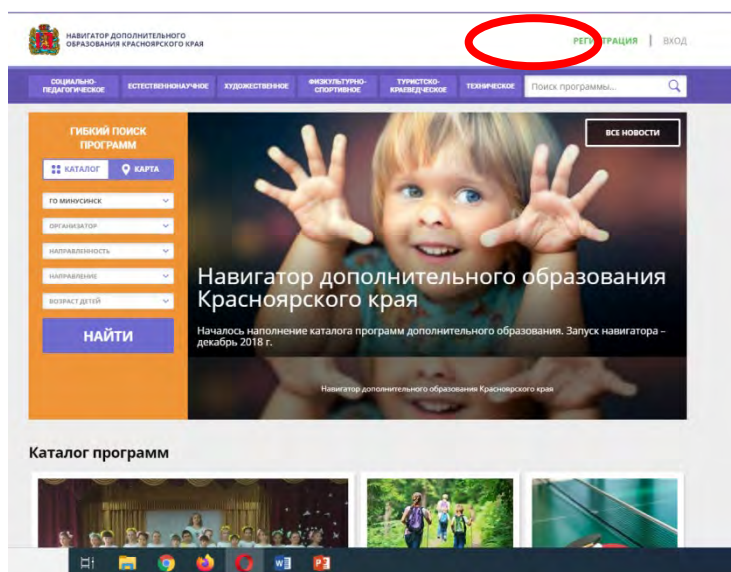 НАВИГАТОР ДОПОЛНИТЕЛЬНОГО
ОБРАЗОВАНИЯ КРАСНОЯРСКОГО КРАЯ
РЕГИСТРАЦИЯ | ВХОД
СОЦИАЛЬНО-
ПЕДАГОГИЧЕСКОЕ
ЕСТЕСТВЕННОНАУЧНОЕ
ХУДОЖЕСТВЕННОЕ
ФИЗКУЛЬТУРНО-
СПОРТИВНОЕ
ТУРИСТСКО-
КРАЕВЕДЧЕСКОЕ
ТЕХНИЧЕСКОЕ
Поиск программы...
ГИБКИЙ ПОИСК
ПРОГРАММ
КАТАЛОГ
КАРТА
ГО МИНУСИНСК
ОРГАНИЗАТОР
НАПРАВЛЕННОСТЬ
НАПРАВЛЕНИЕ
ВОЗРАСТ ДЕТЕЙ
НАЙТИ
ВСЕ НОВОСТИ
Навигатор дополнительного образования
Красноярского края
Началось наполнение каталога программ дополнительного образования. Запуск навигатора –
декабрь 2018 г.
Навигатор дополнительного образования Красноярского края
Каталог программ